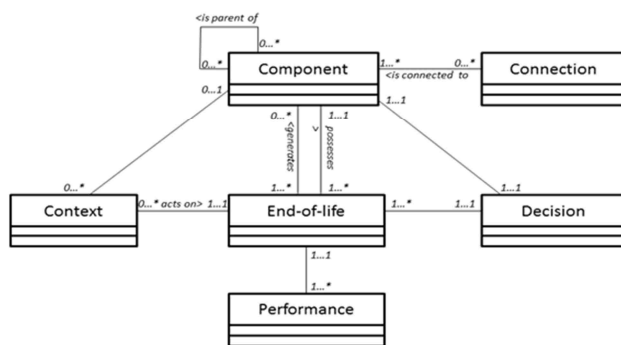 <is parent of
0...*
0...*
Component
1...*
0...*
Connection
<is connected to
0...1
1...1
0...*
1...1
<generates
<
possesses
0...*
1...*
1...*
1...1
Context
0...* acts on> 1...1
End-of-life
1...*
1...1
Decision
1...1
1...*
Performance